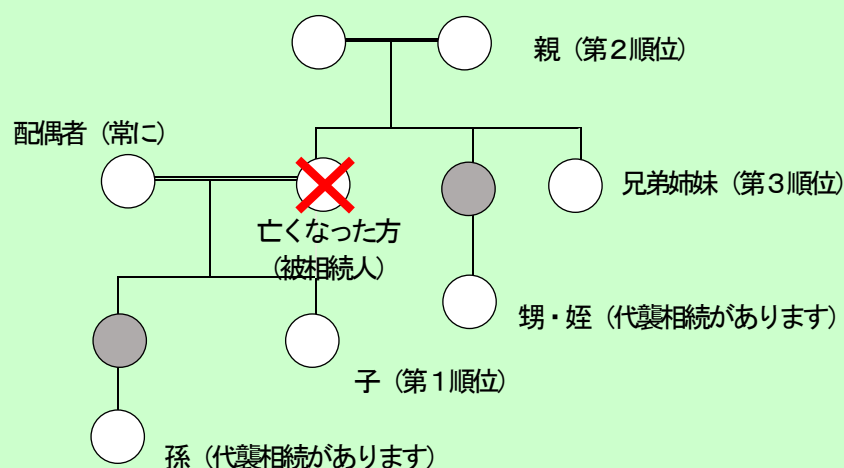 親（第２順位）
配偶者（常に）
兄弟姉妹（第３順位）
亡くなった方
（被相続人）
甥・姪（代襲相続があります）
子（第１順位）
孫（代襲相続があります）